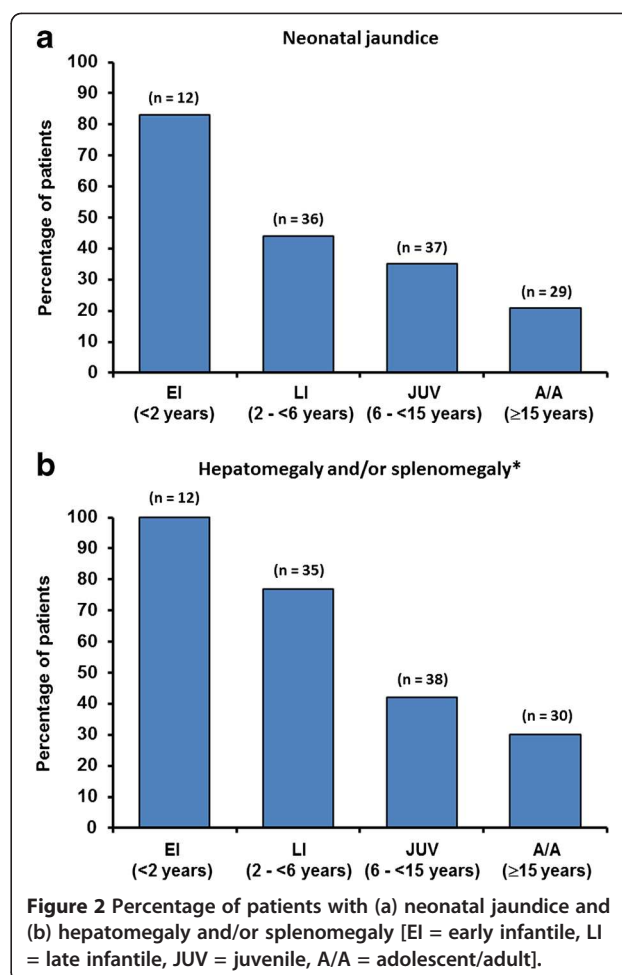 a
Neonatal jaundice
Percentage of patients
100
90
80
70
60
50
40
30
20
10
0
(n = 12)
(n = 36)
(n = 37)
(n = 29)
EI LI JUV A/A
(<2 years) (2 - <6 years) (6 - <15 years) (≥15 years)
b
Hepatomegaly and/or splenomegaly*
Percentage of patients
100
90
80
70
60
50
40
30
20
10
0
(n = 12)
(n = 35)
(n = 38)
(n = 30)
EI LI JUV A/A
(<2 years) (2 - <6 years) (6 - <15 years) (≥15 years)
Figure 2 Percentage of patients with (a) neonatal jaundice and
(b) hepatomegaly and/or splenomegaly [EI = early infantile, LI
= late infantile, JUV = juvenile, A/A = adolescent/adult].